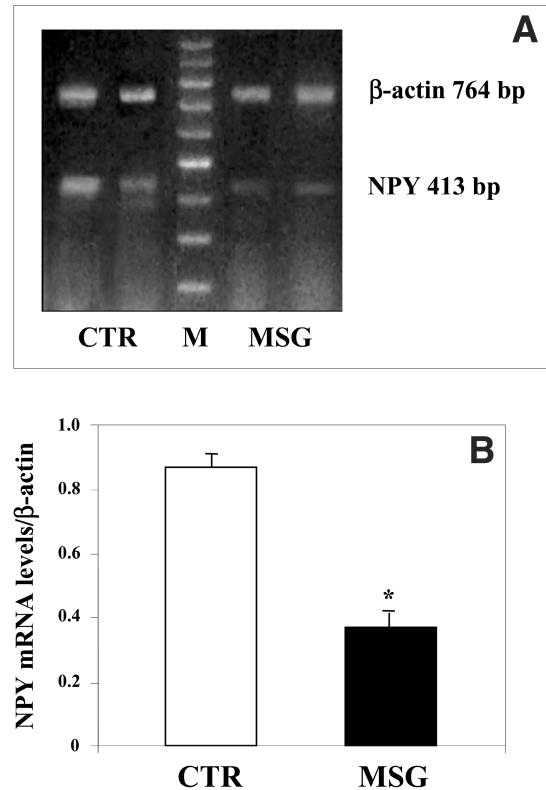 A
β-actin 764 bp
NPY 413 bp
CTR M MSG
B
NPY mRNA levels/β-actin
1.0
0.8
0.6
0.4
0.2
0
*
CTR MSG